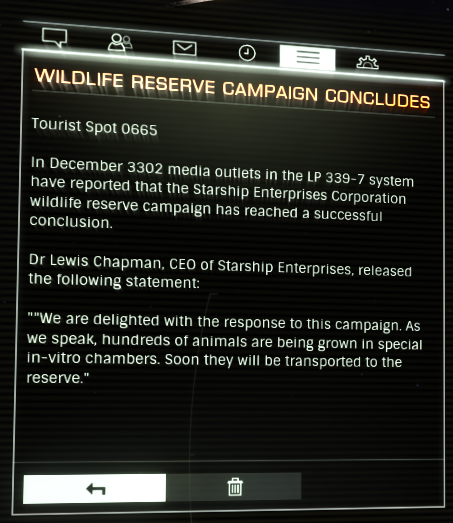 WILDLIFE RESERVE CAMPAIGN CONCLUDES
Tourist Spot 0665
In December 3302 media outlets in the LP 339-7 system
have reported that the Starship Enterprises Corporation
wildlife reserve campaign has reached a successful
conclusion.
Dr Lewis Chapman, CEO of Starship Enterprises, released
the following statement:
""We are delighted with the response to this campaign. As
we speak, hundreds of animals are being grown in special
in-vitro chambers. Soon they will be transported to the
reserve."